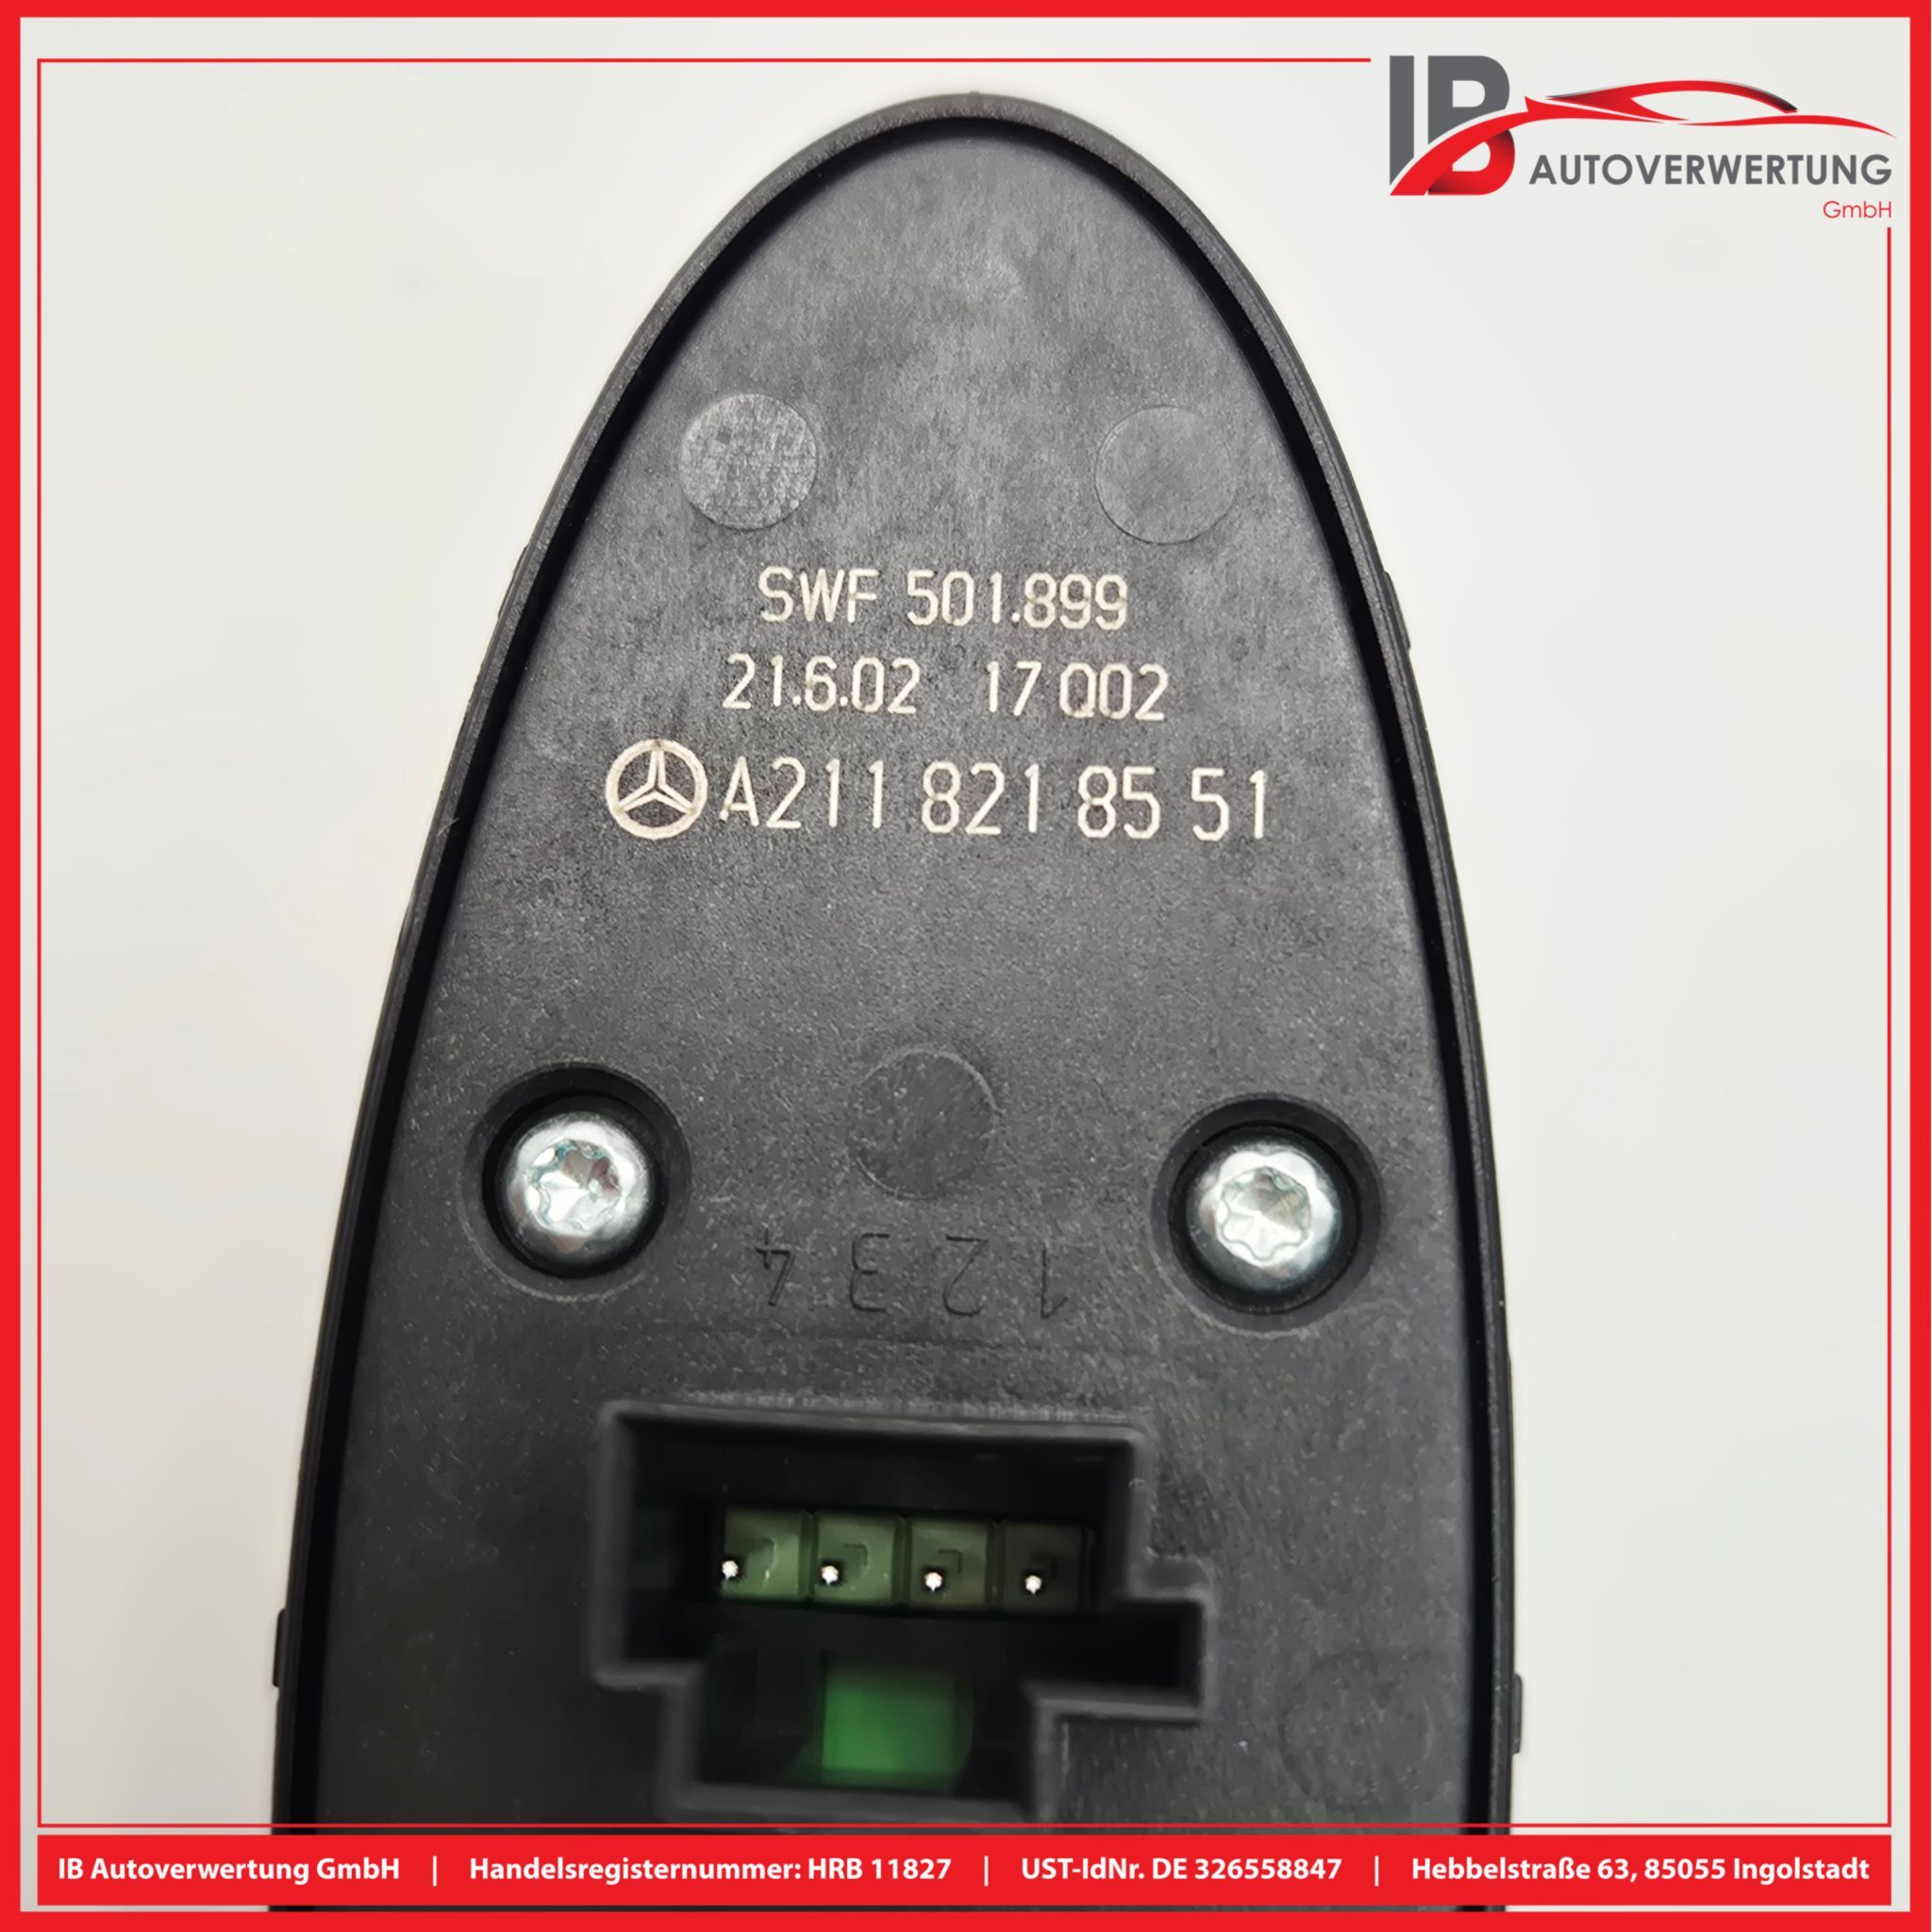 IB
AUTOVERWERTUNG
GmbH
SWF 501.899
21.6.02 17 Q02
A211 821 85 51
1 2 3 4
IB Autoverwertung GmbH | Handelsregisternummer: HRB 11827 | UST-IdNr. DE 326558847 | Hebbelstraße 63, 85055 Ingolstadt